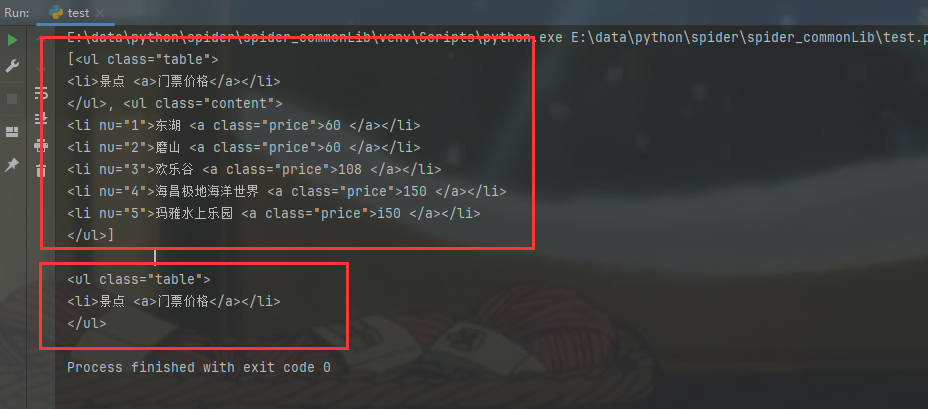 Run: test
E:\data\python\spider\spider_commonLib\venv\Scripts\python.exe E:\data\python\spider\spider_commonLib\test.p
[<ul class="table">
<li>景点 <a>门票价格</a></li>
</ul>, <ul class="content">
<li nu="1">东湖 <a class="price">60 </a></li>
<li nu="2">磨山 <a class="price">60 </a></li>
<li nu="3">欢乐谷 <a class="price">108 </a></li>
<li nu="4">海昌极地海洋世界 <a class="price">150 </a></li>
<li nu="5">玛雅水上乐园 <a class="price">i50 </a></li>
</ul>]
<ul class="table">
<li>景点 <a>门票价格</a></li>
</ul>
Process finished with exit code 0